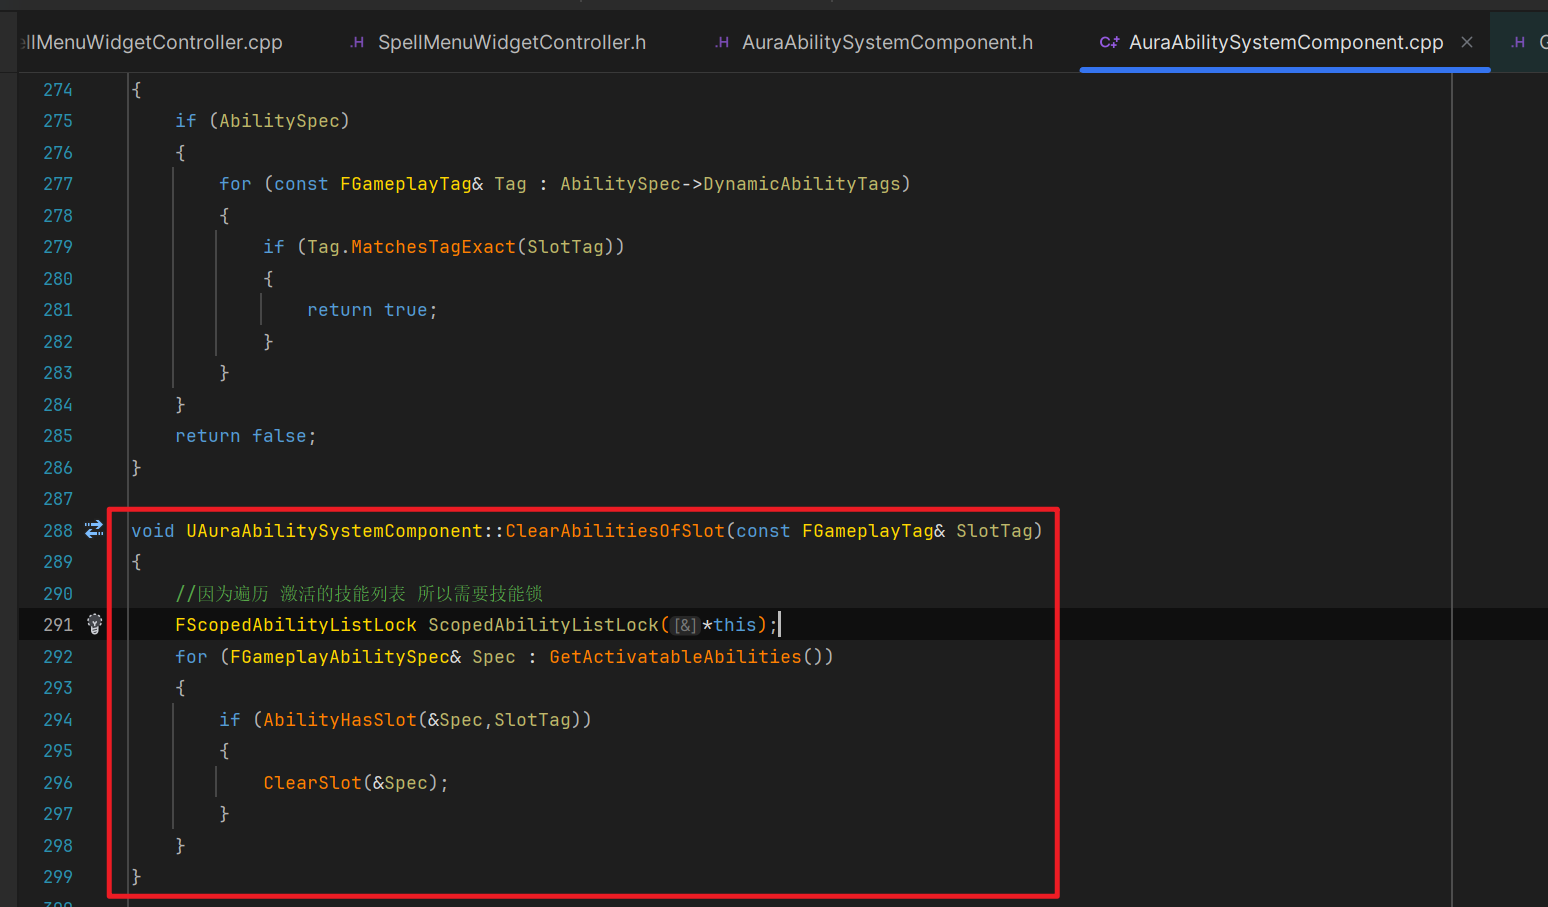 llMenuWidgetController.cpp
.H SpellMenuWidgetController.h
.H AuraAbilitySystemComponent.h
C++ AuraAbilitySystemComponent.cpp ×
.H
274 {
275 if (AbilitySpec)
276 {
277 for (const FGameplayTag& Tag : AbilitySpec->DynamicAbilityTags)
278 {
279 if (Tag.MatchesTagExact(SlotTag))
280 {
281 return true;
282 }
283 }
284 }
285 return false;
286 }
287
288 void UAuraAbilitySystemComponent::ClearAbilitiesOfSlot(const FGameplayTag& SlotTag)
289 {
290 //因为遍历 激活的技能列表 所以需要技能锁
291 FScopedAbilityListLock ScopedAbilityListLock([&]*this);
292 for (FGameplayAbilitySpec& Spec : GetActivatableAbilities())
293 {
294 if (AbilityHasSlot(&Spec,SlotTag))
295 {
296 ClearSlot(&Spec);
297 }
298 }
299 }